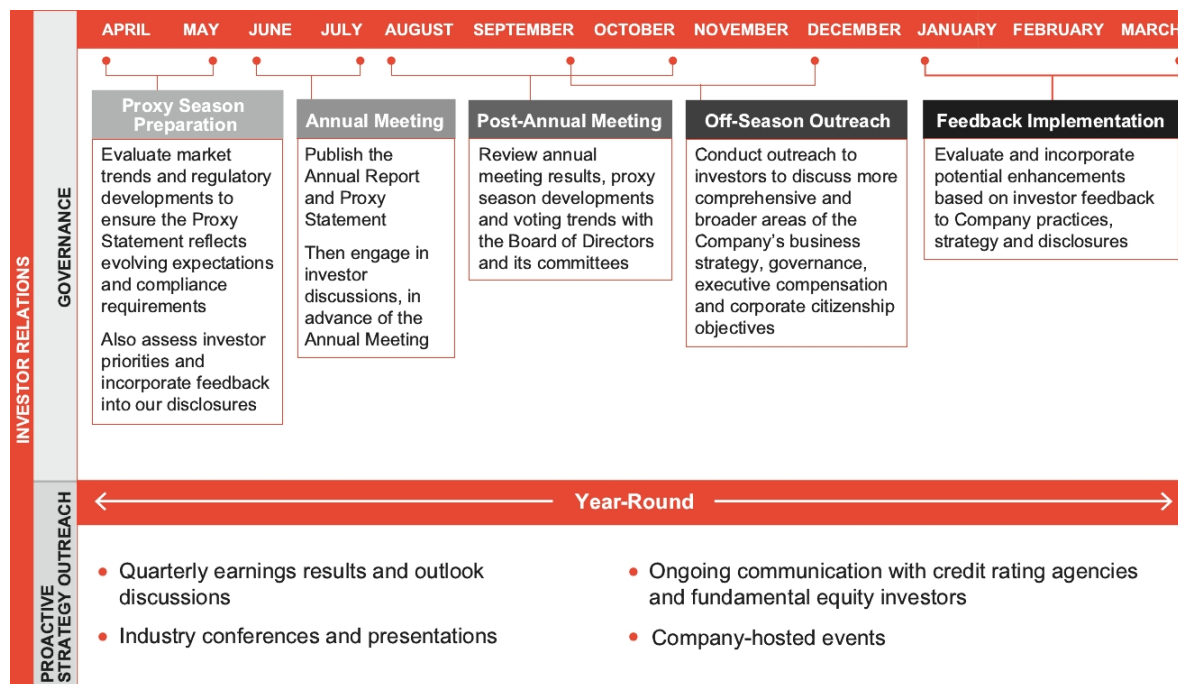 APRIL MAY JUNE JULY AUGUST SEPTEMBER OCTOBER NOVEMBER DECEMBER JANUARY FEBRUARY MARCH
INVESTOR RELATIONS
GOVERNANCE
Proxy Season
Preparation
Evaluate market
trends and regulatory
developments to
ensure the Proxy
Statement reflects
evolving expectations
and compliance
requirements
Also assess investor
priorities and
incorporate feedback
into our disclosures
Annual Meeting
Publish the
Annual Report
and Proxy
Statement
Then engage in
investor
discussions, in
advance of the
Annual Meeting
Post-Annual Meeting
Review annual
meeting results, proxy
season developments
and voting trends with
the Board of Directors
and its committees
Off-Season Outreach
Conduct outreach to
investors to discuss more
comprehensive and
broader areas of the
Company’s business
strategy, governance,
executive compensation
and corporate citizenship
objectives
Feedback Implementation
Evaluate and incorporate
potential enhancements
based on investor feedback
to Company practices,
strategy and disclosures
PROACTIVE
STRATEGY OUTREACH
Year-Round
• Quarterly earnings results and outlook
discussions
• Industry conferences and presentations
• Ongoing communication with credit rating agencies
and fundamental equity investors
• Company-hosted events